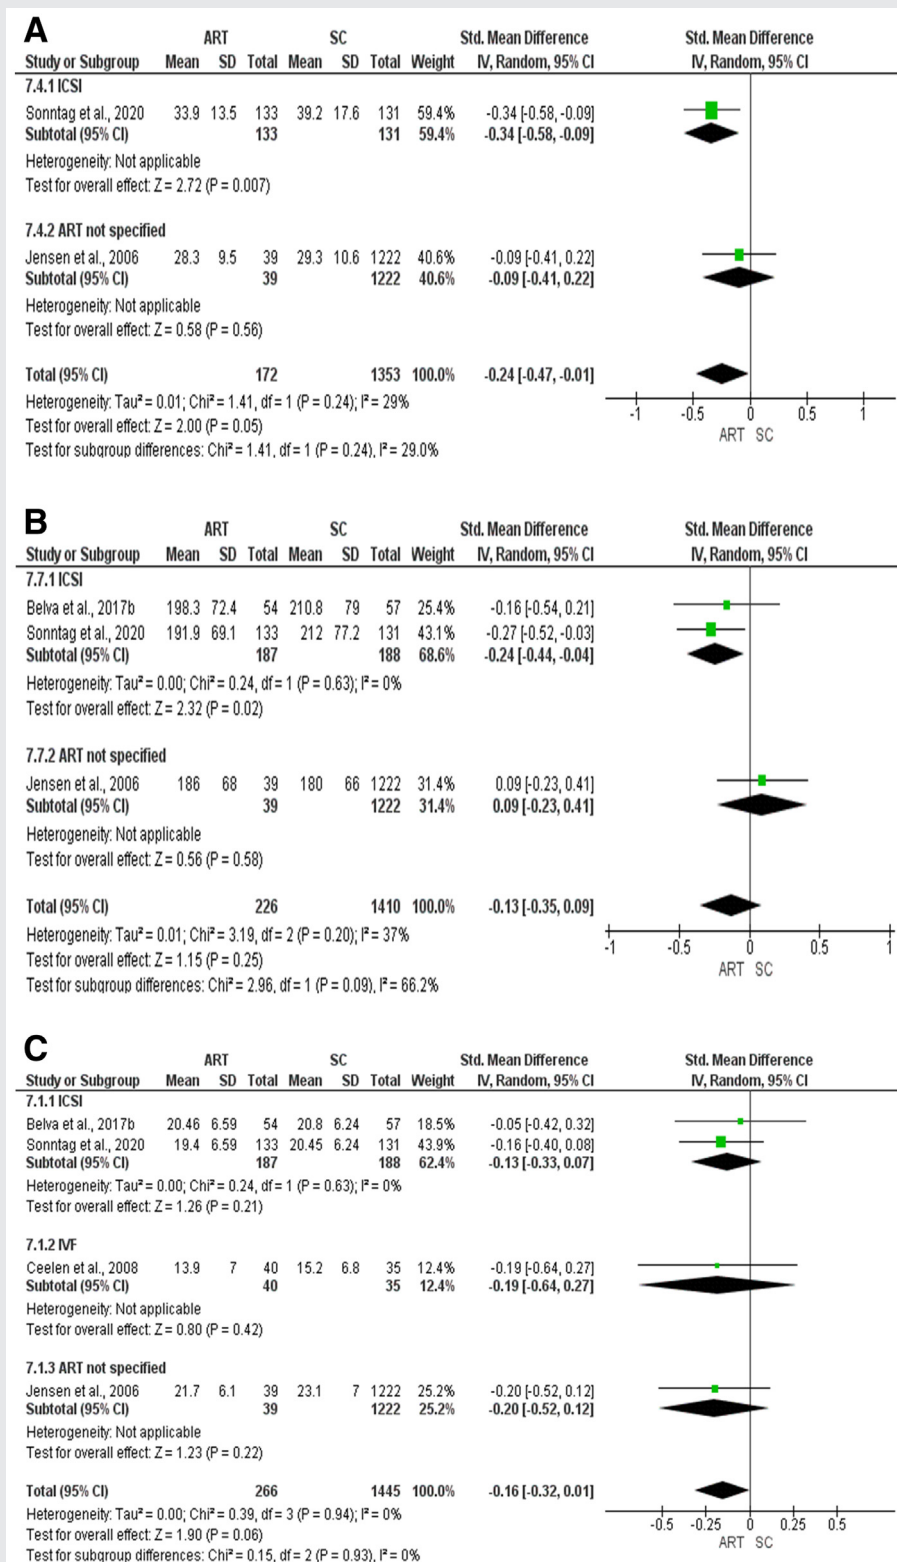 A
ART SC Std. Mean Difference Std. Mean Difference
Study or Subgroup Mean SD Total Mean SD Total Weight IV, Random, 95% CI IV, Random, 95% CI
7.4.1 ICSI
Sonntag et al., 2020 33.9 13.5 133 39.2 17.6 131 59.4% -0.34 [-0.58, -0.09]
Subtotal (95% CI) 133 131 59.4% -0.34 [-0.58, -0.09]
Heterogeneity: Not applicable
Test for overall effect: Z = 2.72 (P = 0.007)
7.4.2 ART not specified
Jensen et al., 2006 28.3 9.5 39 29.3 10.6 1222 40.6% -0.09 [-0.41, 0.22]
Subtotal (95% CI) 39 1222 40.6% -0.09 [-0.41, 0.22]
Heterogeneity: Not applicable
Test for overall effect: Z = 0.58 (P = 0.56)
Total (95% CI) 172 1353 100.0% -0.24 [-0.47, -0.01]
Heterogeneity: Tau² = 0.01; Chi² = 1.41, df = 1 (P = 0.24); I² = 29%
-1 -0.5 0 0.5 1
Test for overall effect: Z = 2.00 (P = 0.05)
ART SC
Test for subgroup differences: Chi² = 1.41, df = 1 (P = 0.24), I² = 29.0%
B
ART SC Std. Mean Difference Std. Mean Difference
Study or Subgroup Mean SD Total Mean SD Total Weight IV, Random, 95% CI IV, Random, 95% CI
7.7.1 ICSI
Belva et al., 2017b 198.3 72.4 54 210.8 79 57 25.4% -0.16 [-0.54, 0.21]
Sonntag et al., 2020 191.9 69.1 133 212 77.2 131 43.1% -0.27 [-0.52, -0.03]
Subtotal (95% CI) 187 188 68.6% -0.24 [-0.44, -0.04]
Heterogeneity: Tau² = 0.00; Chi² = 0.24, df = 1 (P = 0.63); I² = 0%
Test for overall effect: Z = 2.32 (P = 0.02)
7.7.2 ART not specified
Jensen et al., 2006 186 68 39 180 66 1222 31.4% 0.09 [-0.23, 0.41]
Subtotal (95% CI) 39 1222 31.4% 0.09 [-0.23, 0.41]
Heterogeneity: Not applicable
Test for overall effect: Z = 0.56 (P = 0.58)
Total (95% CI) 226 1410 100.0% -0.13 [-0.35, 0.09]
Heterogeneity: Tau² = 0.01; Chi² = 3.19, df = 2 (P = 0.20); I² = 37%
-1 -0.5 0 0.5 1
Test for overall effect: Z = 1.15 (P = 0.25)
ART SC
Test for subgroup differences: Chi² = 2.96, df = 1 (P = 0.09), I² = 66.2%
C
ART SC Std. Mean Difference Std. Mean Difference
Study or Subgroup Mean SD Total Mean SD Total Weight IV, Random, 95% CI IV, Random, 95% CI
7.1.1 ICSI
Belva et al., 2017b 20.46 6.59 54 20.8 6.24 57 18.5% -0.05 [-0.42, 0.32]
Sonntag et al., 2020 19.4 6.59 133 20.45 6.24 131 43.9% -0.16 [-0.40, 0.08]
Subtotal (95% CI) 187 188 62.4% -0.13 [-0.33, 0.07]
Heterogeneity: Tau² = 0.00; Chi² = 0.24, df = 1 (P = 0.63); I² = 0%
Test for overall effect: Z = 1.26 (P = 0.21)
7.1.2 IVF
Ceelen et al., 2008 13.9 7 40 15.2 6.8 35 12.4% -0.19 [-0.64, 0.27]
Subtotal (95% CI) 40 35 12.4% -0.19 [-0.64, 0.27]
Heterogeneity: Not applicable
Test for overall effect: Z = 0.80 (P = 0.42)
7.1.3 ART not specified
Jensen et al., 2006 21.7 6.1 39 23.1 7 1222 25.2% -0.20 [-0.52, 0.12]
Subtotal (95% CI) 39 1222 25.2% -0.20 [-0.52, 0.12]
Heterogeneity: Not applicable
Test for overall effect: Z = 1.23 (P = 0.22)
Total (95% CI) 266 1445 100.0% -0.16 [-0.32, 0.01]
Heterogeneity: Tau² = 0.00; Chi² = 0.39, df = 3 (P = 0.94); I² = 0%
-0.5 -0.25 0 0.25 0.5
Test for overall effect: Z = 1.90 (P = 0.06)
ART SC
Test for subgroup differences: Chi² = 0.15, df = 2 (P = 0.93), I² = 0%